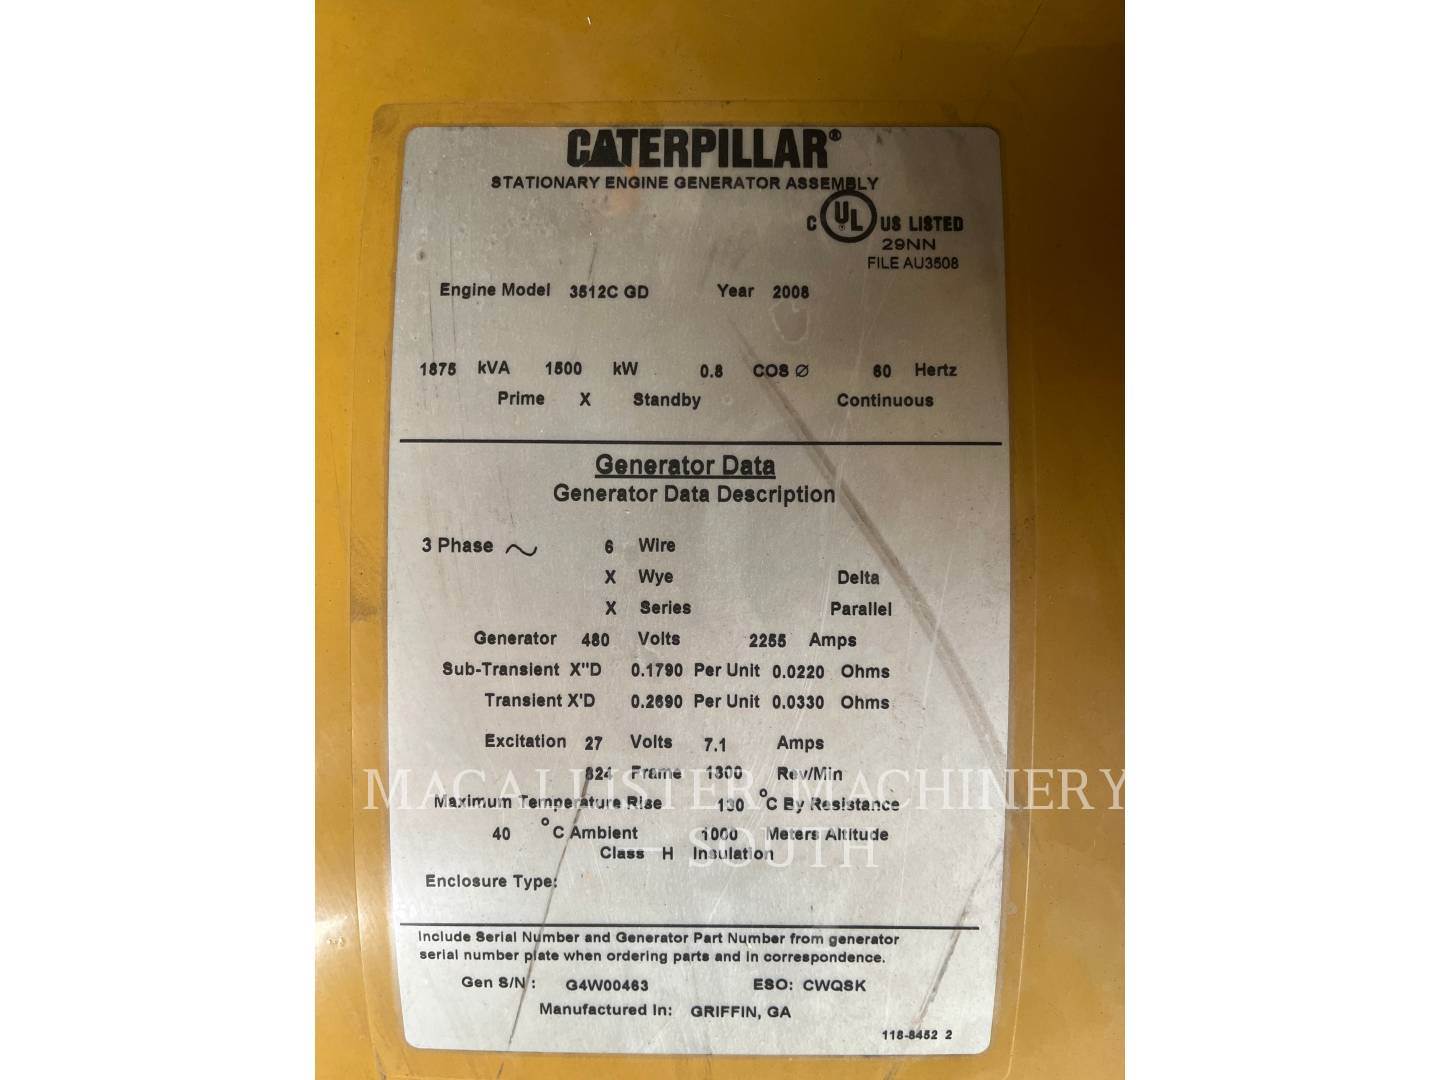 CATERPILLAR®
STATIONARY ENGINE GENERATOR ASSEMBLY
C UL® US LISTED
29NN
FILE AU3508
Engine Model 3512C GD Year 2008
1875 kVA 1500 kW 0.8 COS Ø 60 Hertz
Prime X Standby Continuous
Generator Data
Generator Data Description
3 Phase ~ 6 Wire
X Wye Delta
X Series Parallel
Generator 480 Volts 2255 Amps
Sub-Transient X"D 0.1790 Per Unit 0.0220 Ohms
Transient X'D 0.2690 Per Unit 0.0330 Ohms
Excitation 27 Volts 7.1 Amps
824 Frame 1800 Rev/Min
MACALLISTER MACHINERY
Maximum Temperature Rise 130 °C By Resistance
40 °C Ambient 1000 Meters Altitude
— SOUTH
Class H Insulation
Enclosure Type:
Include Serial Number and Generator Part Number from generator
serial number plate when ordering parts and in correspondence.
Gen S/N : G4W00463 ESO: CWQSK
Manufactured In: GRIFFIN, GA
118-8452 2